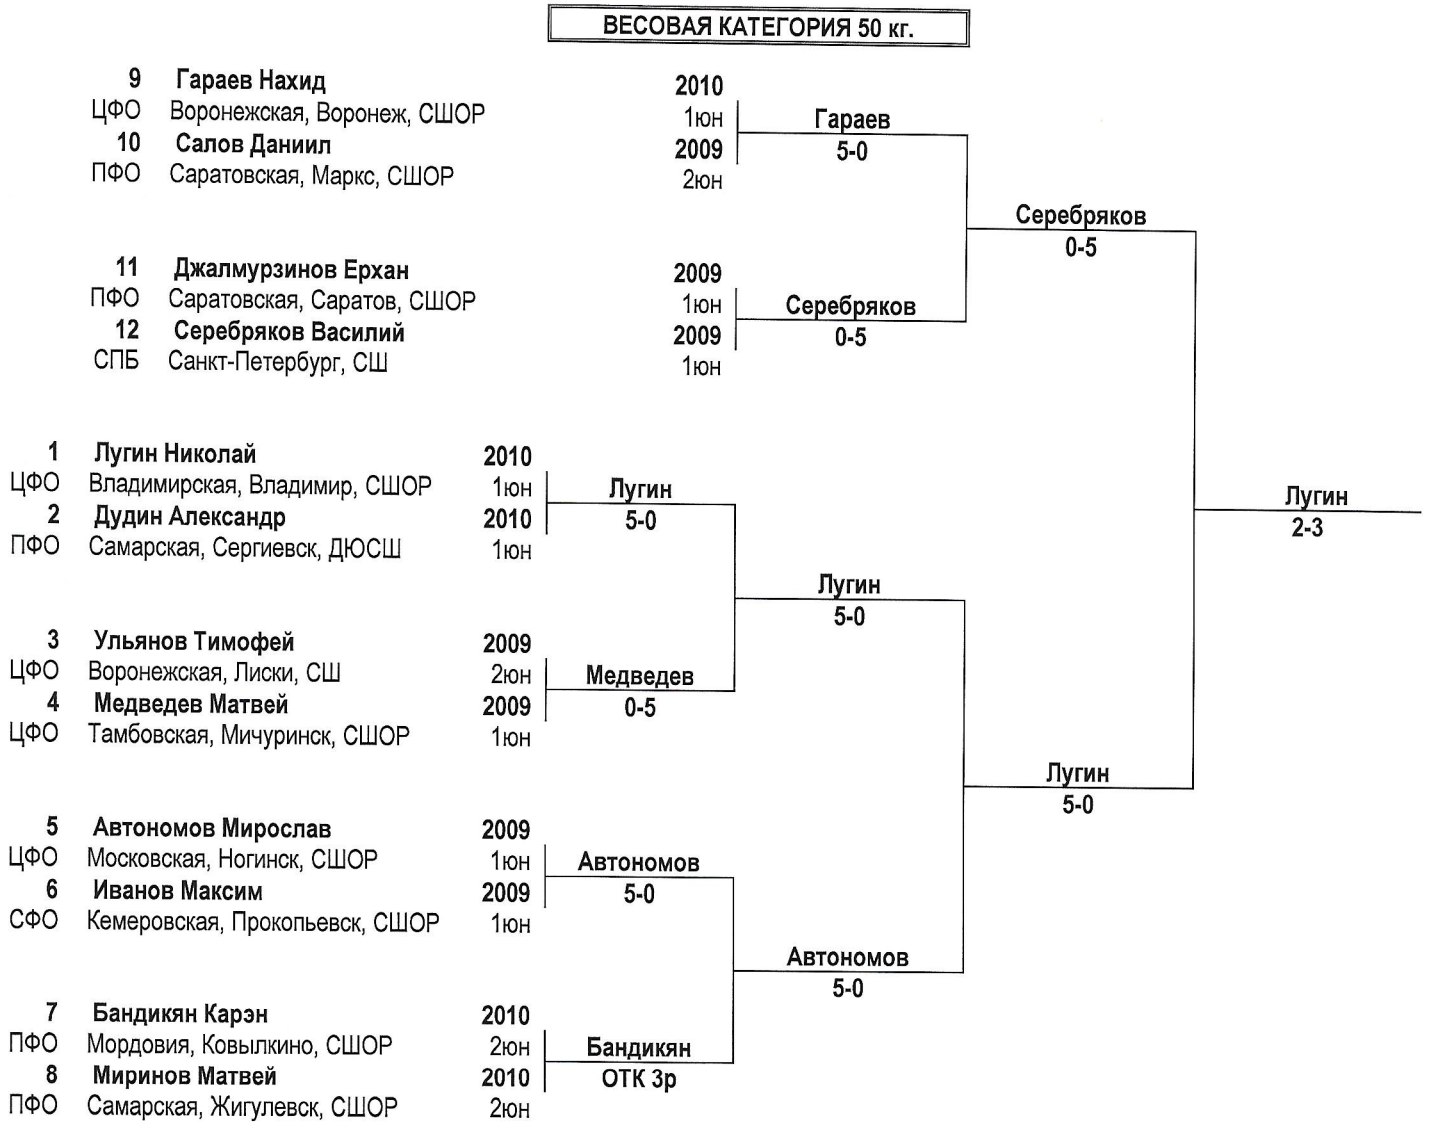 ВЕСОВАЯ КАТЕГОРИЯ 50 кг.
9 Гараев Нахид 2010
ЦФО Воронежская, Воронеж, СШОР 1юн
Гараев
10 Салов Даниил 2009
5-0
ПФО Саратовская, Маркс, СШОР 2юн
Серебряков
0-5
11 Джалмурзинов Ерхан 2009
ПФО Саратовская, Саратов, СШОР 1юн
Серебряков
12 Серебряков Василий 2009
0-5
СПБ Санкт-Петербург, СШ 1юн
1 Лугин Николай 2010
ЦФО Владимирская, Владимир, СШОР 1юн
Лугин
Лугин
2 Дудин Александр 2010
5-0
2-3
ПФО Самарская, Сергиевск, ДЮСШ 1юн
Лугин
5-0
3 Ульянов Тимофей 2009
ЦФО Воронежская, Лиски, СШ 2юн
Медведев
4 Медведев Матвей 2009
0-5
ЦФО Тамбовская, Мичуринск, СШОР 1юн
Лугин
5-0
5 Автономов Мирослав 2009
ЦФО Московская, Ногинск, СШОР 1юн
Автономов
6 Иванов Максим 2009
5-0
СФО Кемеровская, Прокопьевск, СШОР 1юн
Автономов
5-0
7 Бандикян Карэн 2010
ПФО Мордовия, Ковылкино, СШОР 2юн
Бандикян
8 Миринов Матвей 2010
ОТК 3р
ПФО Самарская, Жигулевск, СШОР 2юн